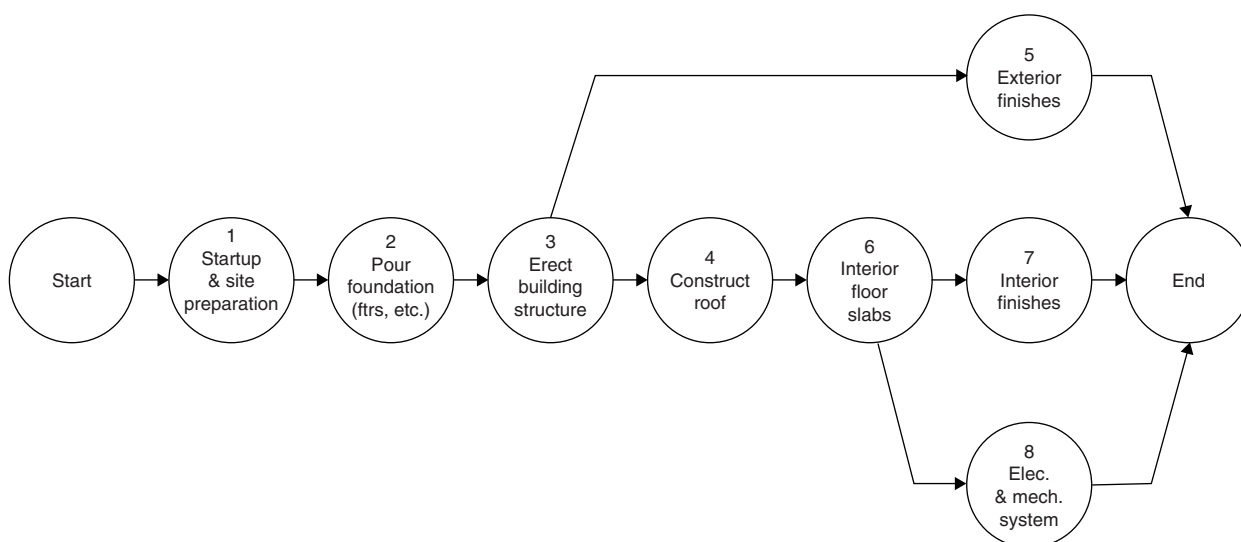 5
Exterior
finishes
Start
1
Startup
& site
preparation
2
Pour
foundation
(ftrs, etc.)
3
Erect
building
structure
4
Construct
roof
6
Interior
floor
slabs
7
Interior
finishes
End
8
Elec.
& mech.
system